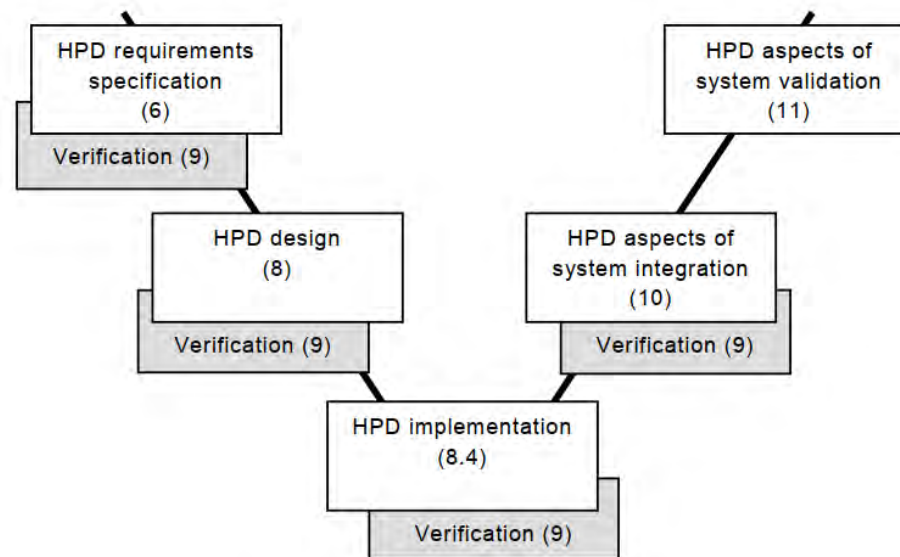 HPD requirements
specification
(6)
Verification (9)
HPD aspects of
system validation
(11)
HPD design
(8)
Verification (9)
HPD aspects of
system integration
(10)
Verification (9)
HPD implementation
(8.4)
Verification (9)